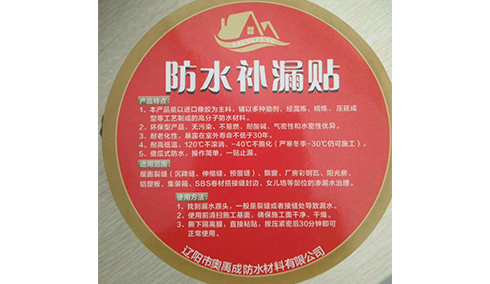 防水补漏贴
产品特点：
1、本产品是以进口橡胶为主料，辅以多种助剂，经混炼、精炼、压延成
型等工艺制成的高分子防水材料。
2、环保型产品，无污染、不易燃、耐酸碱，气密性和水密性优异。
3、耐老化性，暴露在室外寿命不低于30年。
4、耐高低温，120℃不滚淌、-40℃不脆化（严寒冬季-30℃仍可施工）。
5、傻瓜式防水，操作简单，一贴止漏。
适用范围：
屋面裂缝（沉降缝、伸缩缝、预留缝）、飘窗、厂房彩钢瓦、阳光房、
铝塑板、集装箱、SBS卷材搭接缝封边、女儿墙等部位的渗漏水治理。
使用方法：
1、找到漏水源头，一般是裂缝或者接缝处导致漏水。
2、使用前清扫施工基面，确保施工面干净、干燥。
3、撕下隔离膜，直接粘贴，按压紧密后30分钟即可
正常使用。
辽阳市奥禹成防水材料有限公司